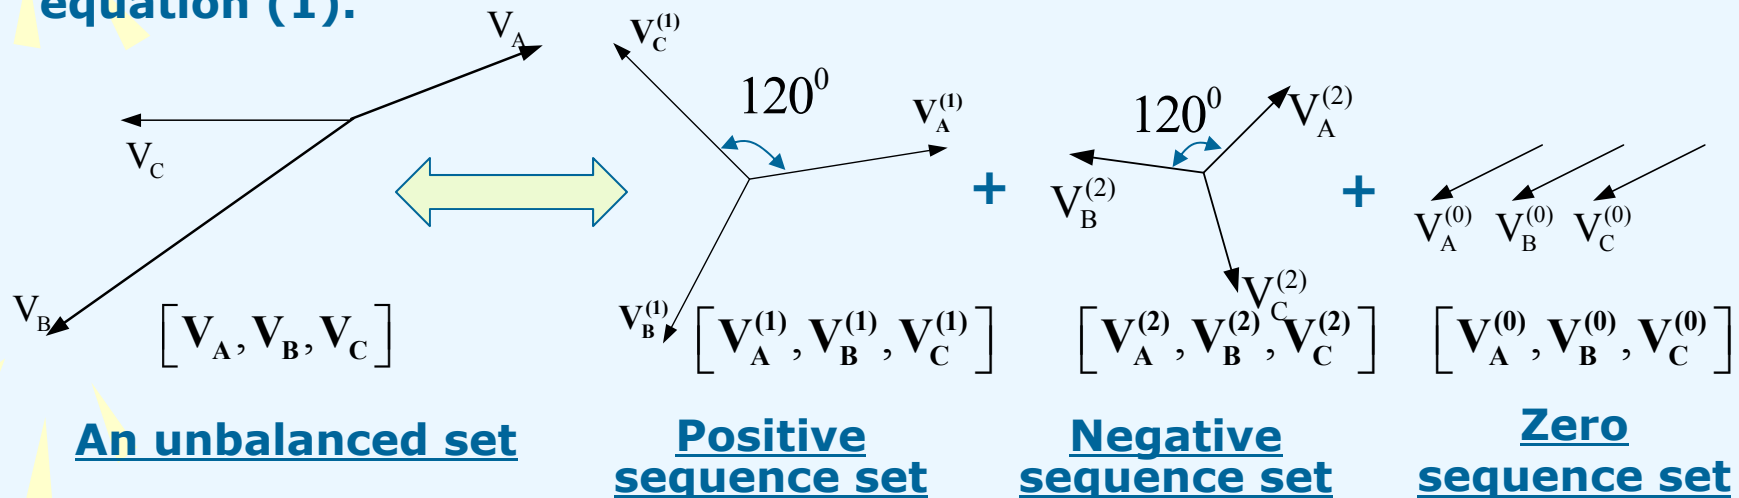 equation (1).
V_A
V_C
V_B
[V_A, V_B, V_C]
An unbalanced set
V_C^(1)
120^0
V_A^(1)
V_B^(1)
[V_A^(1), V_B^(1), V_C^(1)]
Positive
sequence set
+
120^0
V_A^(2)
V_B^(2)
V_C^(2)
[V_A^(2), V_B^(2), V_C^(2)]
Negative
sequence set
+
V_A^(0) V_B^(0) V_C^(0)
[V_A^(0), V_B^(0), V_C^(0)]
Zero
sequence set